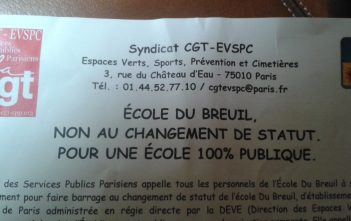 CGT-EVSPC
cgt
Syndicat CGT-EVSPC
Espaces Verts, Sports, Prévention et Cimetières
3, rue du Château d'Eau - 75010 Paris
Tél. : 01.44.52.77.10 / cgtevspc@paris.fr
ÉCOLE DU BREUIL,
NON AU CHANGEMENT DE STATUT.
POUR UNE ÉCOLE 100% PUBLIQUE.
des Services Publics Parisiens appelle tous les personnels de l'École Du Breuil à
pour faire barrage au changement de statut de l'école Du Breuil, d'établissement
de Paris administrée en régie directe par la DEVE (Direction des Espaces